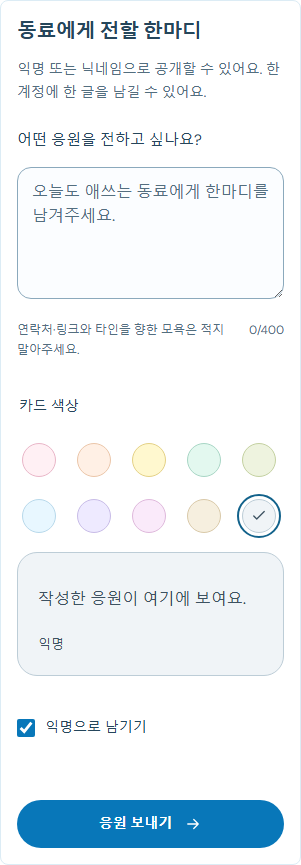 동료에게 전할 한마디
익명 또는 닉네임으로 공개할 수 있어요. 한
계정에 한 글을 남길 수 있어요.
어떤 응원을 전하고 싶나요?
오늘도 애쓰는 동료에게 한마디를
남겨주세요.
연락처·링크와 타인을 향한 모욕은 적지 0/400
말아주세요.
카드 색상
작성한 응원이 여기에 보여요.
익명
익명으로 남기기
응원 보내기 →